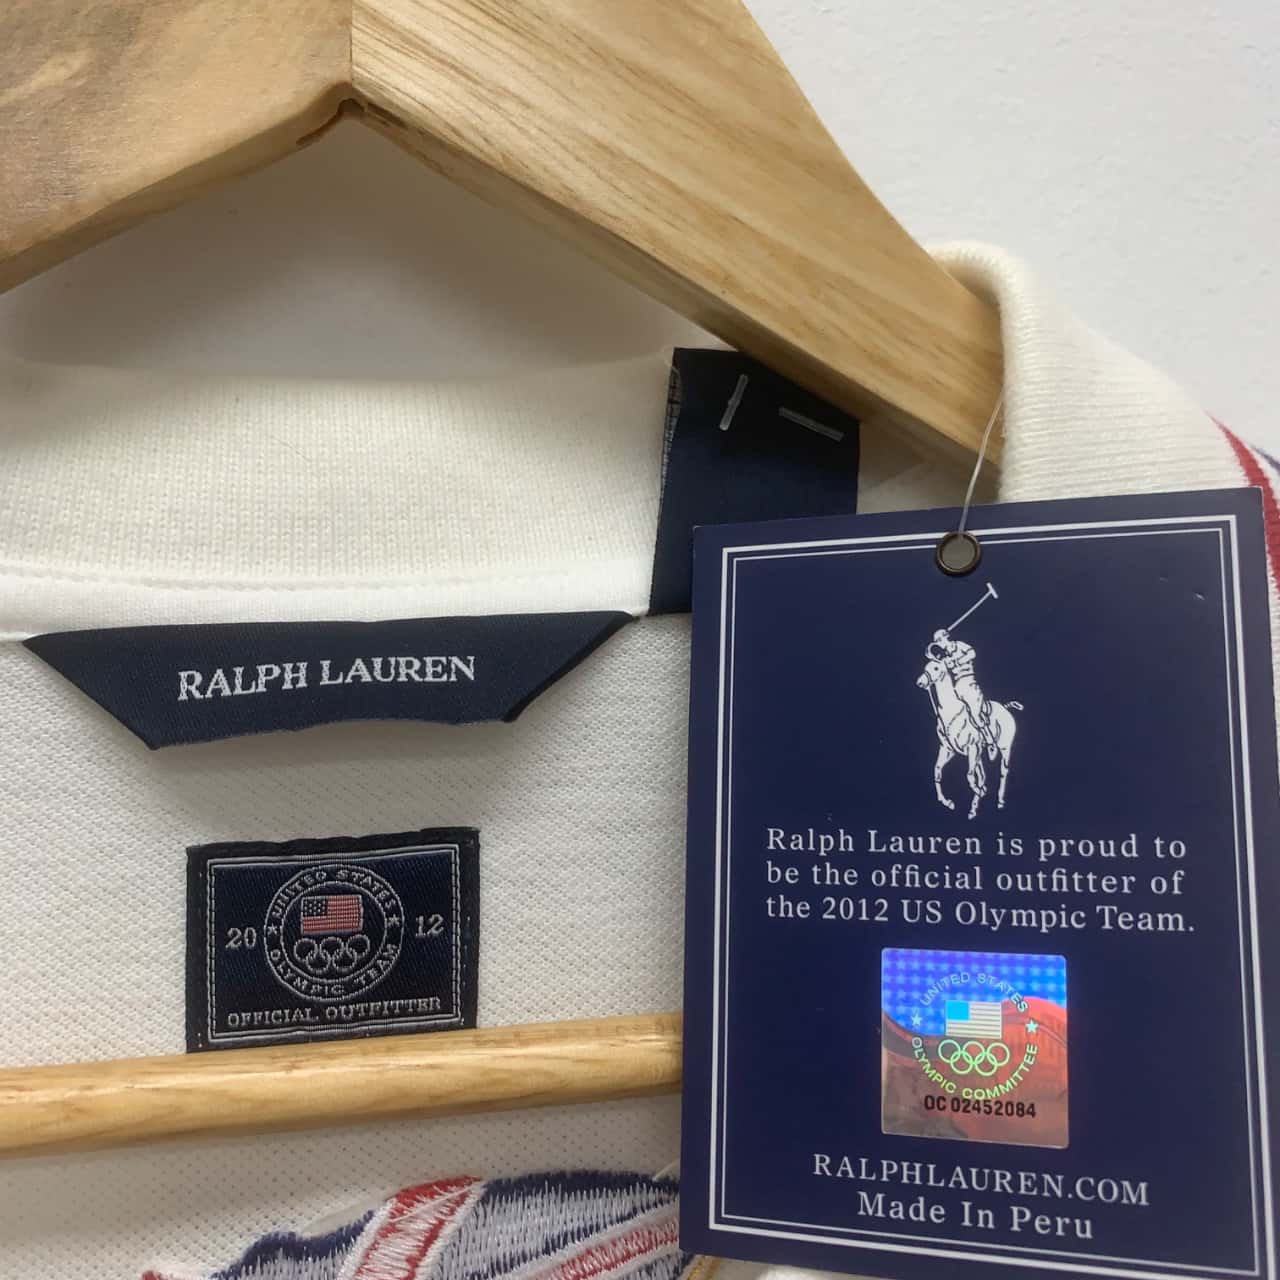 RALPH LAUREN
UNITED STATES
20 12
OLYMPIC TEAM
OFFICIAL OUTFITTER
Ralph Lauren is proud to
be the official outfitter of
the 2012 US Olympic Team.
UNITED STATES
OLYMPIC COMMITTEE
OC 02452084
RALPHLAUREN.COM
Made In Peru